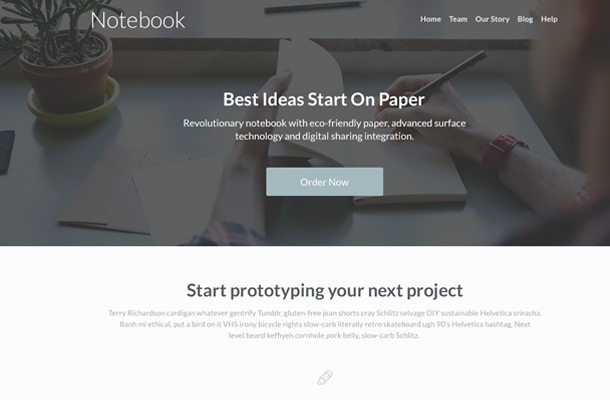 Notebook
Home Team Our Story Blog Help
Best Ideas Start On Paper
Revolutionary notebook with eco-friendly paper, advanced surface
technology and digital sharing integration.
Order Now
Start prototyping your next project
Terry Richardson cardigan whatever gentrify Tumblr, gluten-free jean shorts cray Schlitz selvage DIY sustainable Helvetica sriracha.
Banh mi ethical, put a bird on it VHS irony bicycle rights slow-carb literally retro skateboard ugh 90's Helvetica hashtag. Next
level beard keffiyeh cornhole pork belly, slow-carb Schlitz.